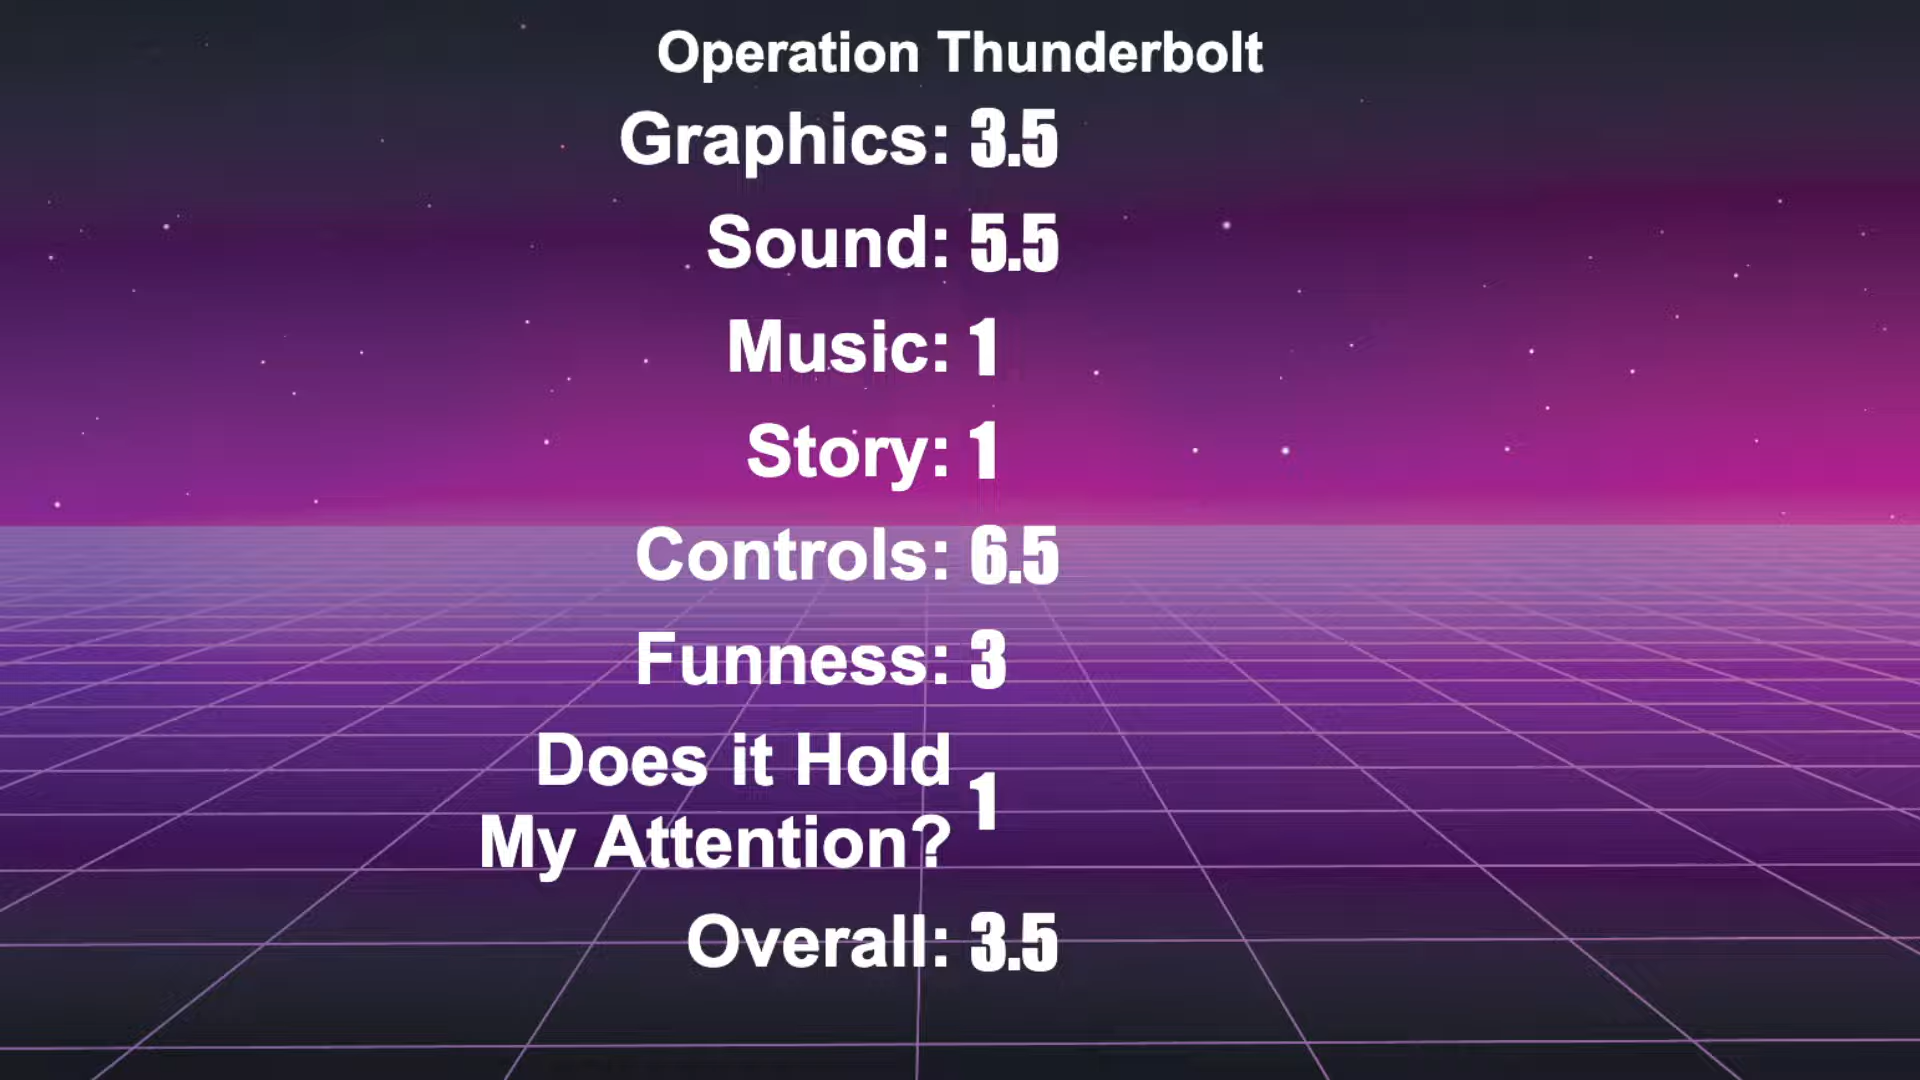 Operation Thunderbolt
Graphics: 3.5
Sound: 5.5
Music: 1
Story: 1
Controls: 6.5
Funness: 3
Does it Hold
My Attention? 1
Overall: 3.5